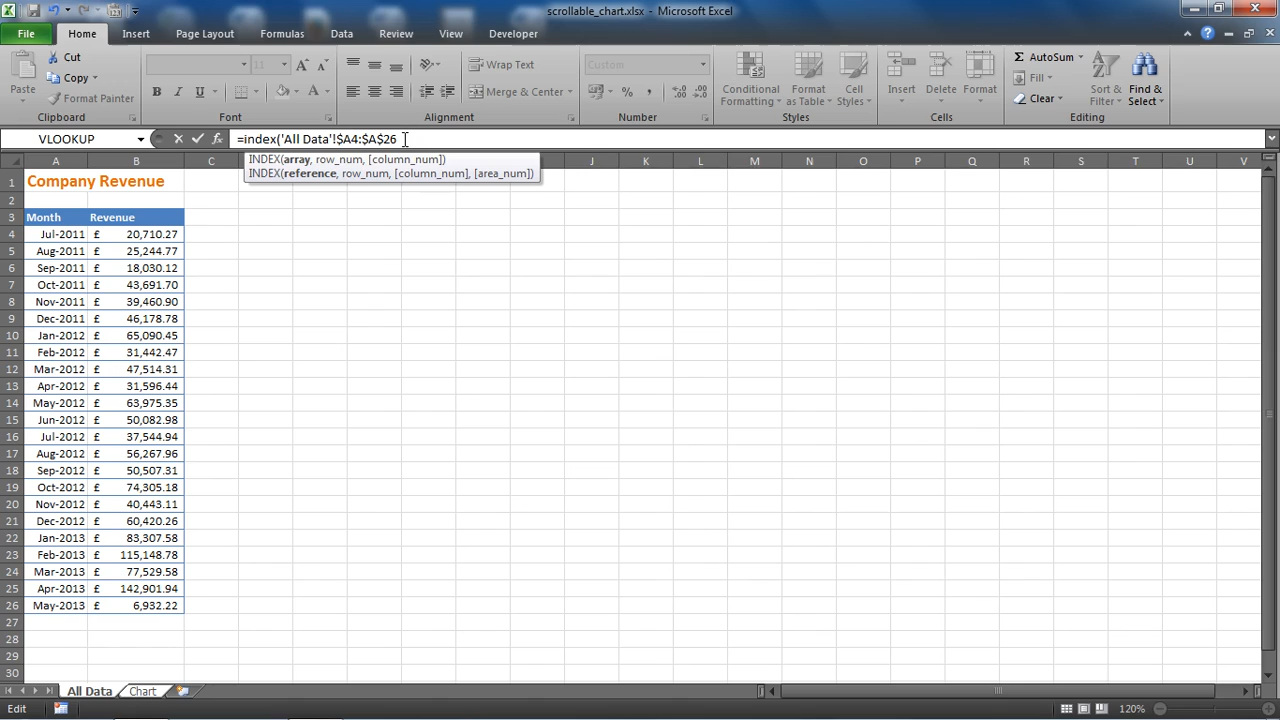 scrollable_chart.xlsx - Microsoft Excel
File Home Insert Page Layout Formulas Data Review View Developer
Paste
Cut
Copy
Format Painter
Clipboard
11
B I U A
Font
Wrap Text
Merge & Center
Alignment
Custom
% ,
Number
Conditional Formatting
Format as Table
Cell Styles
Styles
Insert
Delete
Format
Cells
Σ AutoSum
Fill
Clear
Sort & Filter
Find & Select
Editing
VLOOKUP fx =index('All Data'!$A4:$A$26
INDEX(array, row_num, [column_num])
INDEX(reference, row_num, [column_num], [area_num])
A B C D E F G H I J K L M N O P Q R S T U V
1 Company Revenue
2
3 Month Revenue
4 Jul-2011 £ 20,710.27
5 Aug-2011 £ 25,244.77
6 Sep-2011 £ 18,030.12
7 Oct-2011 £ 43,691.70
8 Nov-2011 £ 39,460.90
9 Dec-2011 £ 46,178.78
10 Jan-2012 £ 65,090.45
11 Feb-2012 £ 31,442.47
12 Mar-2012 £ 47,514.31
13 Apr-2012 £ 31,596.44
14 May-2012 £ 63,975.35
15 Jun-2012 £ 50,082.98
16 Jul-2012 £ 37,544.94
17 Aug-2012 £ 56,267.96
18 Sep-2012 £ 50,507.31
19 Oct-2012 £ 74,305.18
20 Nov-2012 £ 40,443.11
21 Dec-2012 £ 60,420.26
22 Jan-2013 £ 83,307.58
23 Feb-2013 £ 115,148.78
24 Mar-2013 £ 77,529.58
25 Apr-2013 £ 142,901.94
26 May-2013 £ 6,932.22
27
28
29
30
All Data Chart
Edit 120%